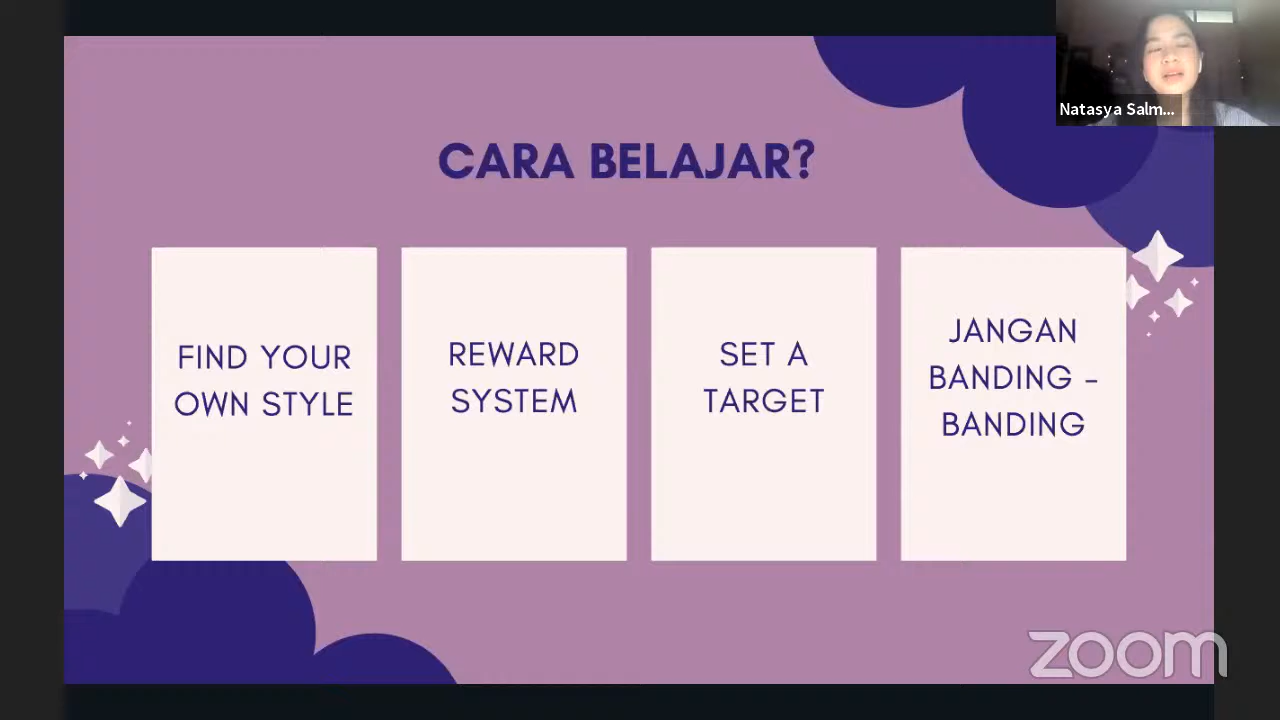 Natasya Salm...
CARA BELAJAR?
FIND YOUR
OWN STYLE
REWARD
SYSTEM
SET A
TARGET
JANGAN
BANDING -
BANDING
zoom